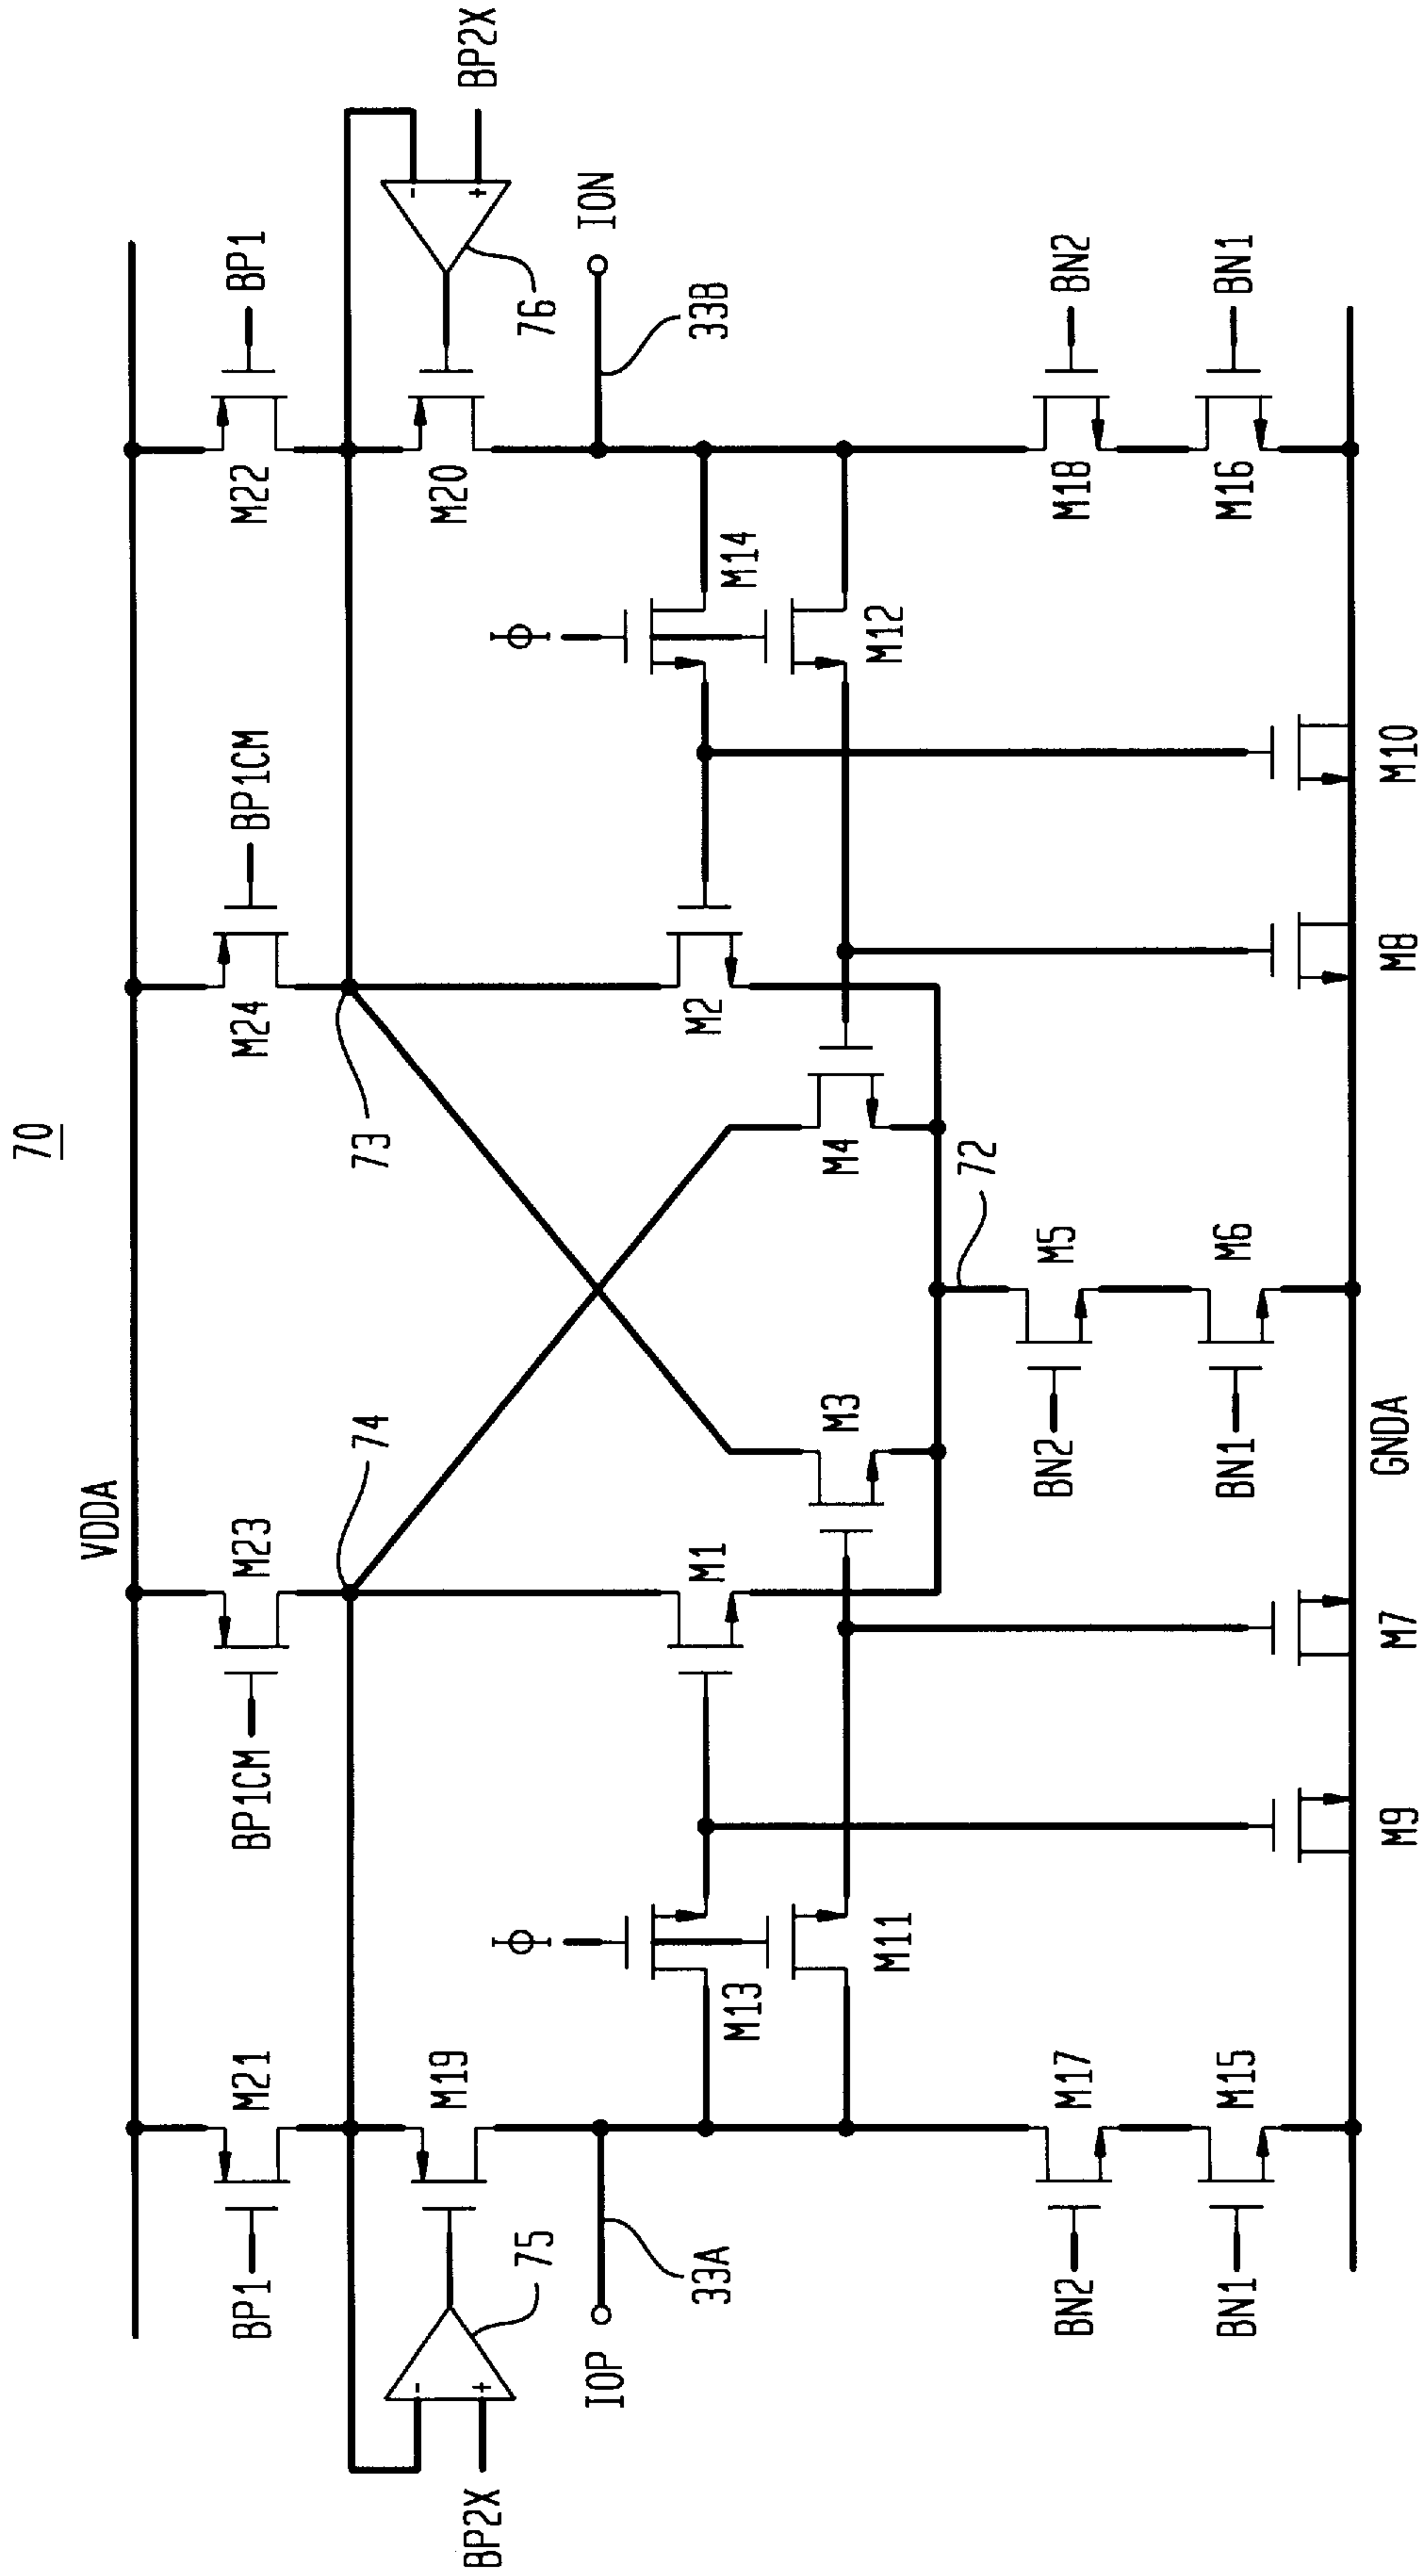 70
VDDA
BP1
M21
BP1CM
M23
74
73
M24
BP1CM
M22
BP1
-
+
75
BP2X
M19
M20
-
+
76
BP2X
IOP
33A
Φ
M13
M11
M1
M3
M4
M2
Φ
M14
M12
ION
33B
72
BN2
M17
BN1
M15
BN2
M5
BN1
M6
M18
BN2
M16
BN1
M9
M7
GNDA
M8
M10